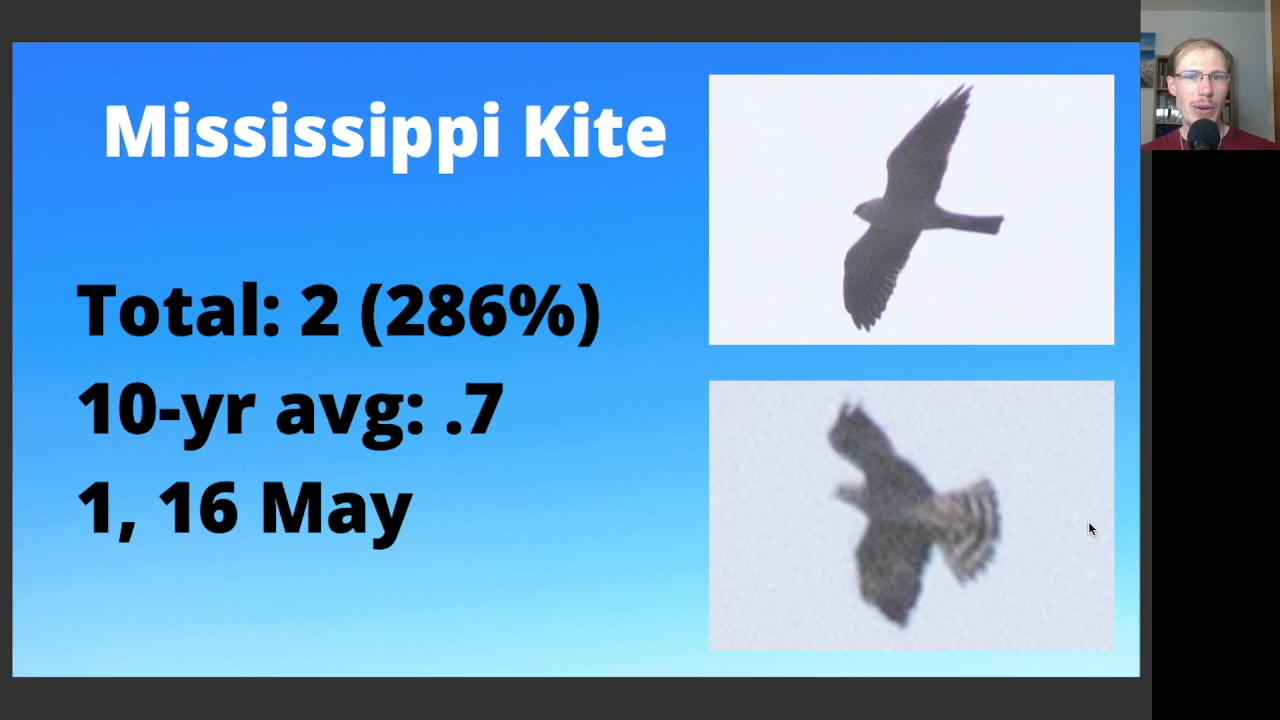 Mississippi Kite
Total: 2 (286%)
10-yr avg: .7
1, 16 May